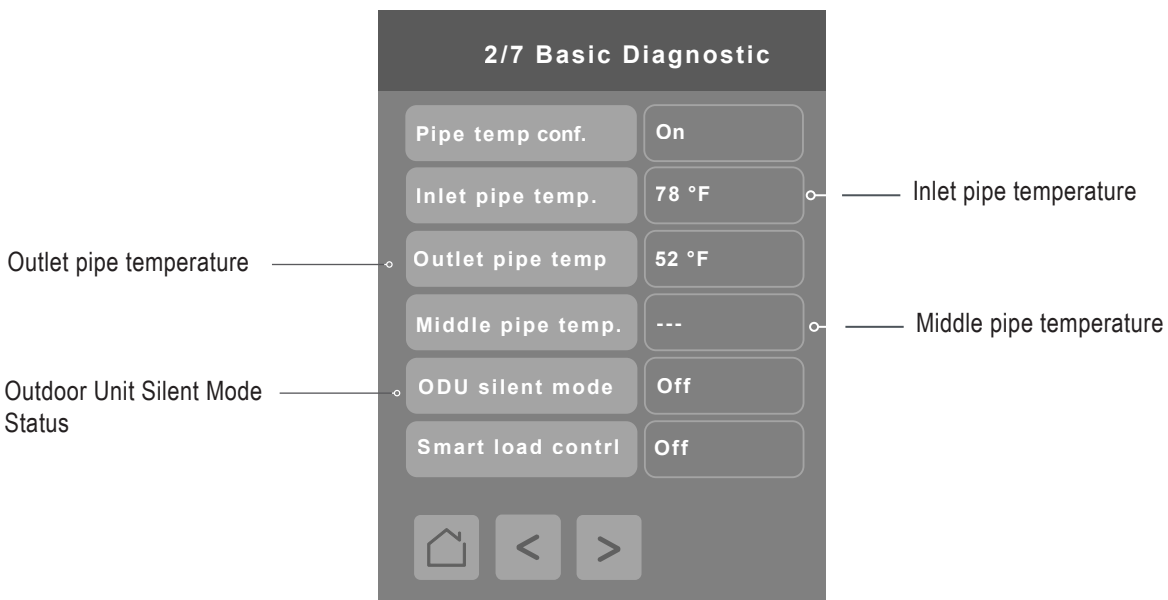 2/7 Basic Diagnostic
Pipe temp conf. On
Inlet pipe temp. 78 °F
Inlet pipe temperature
Outlet pipe temperature
Outlet pipe temp 52 °F
Middle pipe temp. ---
Middle pipe temperature
Outdoor Unit Silent Mode
Status
ODU silent mode Off
Smart load contrl Off
< >